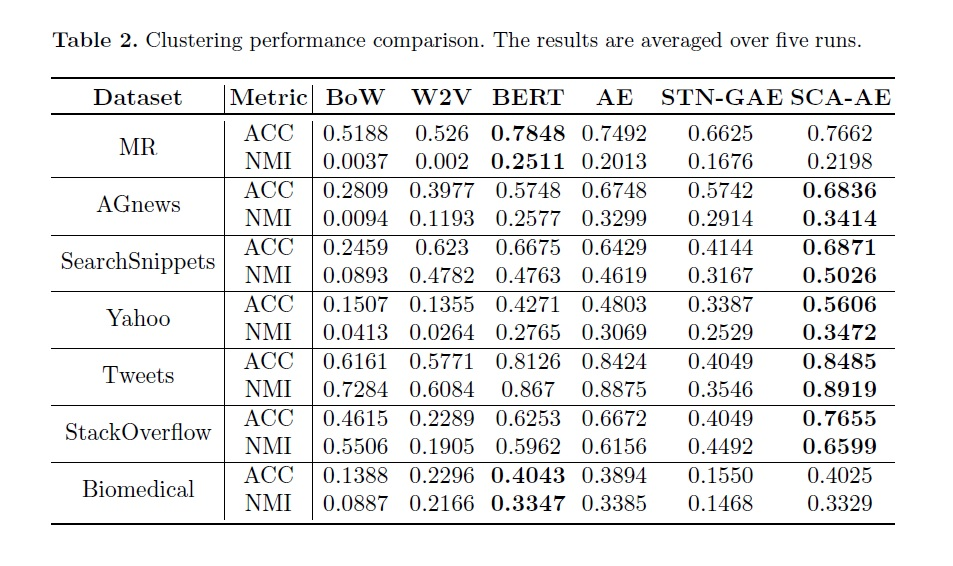 Table 2. Clustering performance comparison. The results are averaged over five runs.
Dataset Metric BoW W2V BERT AE STN-GAE SCA-AE
MR ACC 0.5188 0.526 0.7848 0.7492 0.6625 0.7662
NMI 0.0037 0.002 0.2511 0.2013 0.1676 0.2198
AGnews ACC 0.2809 0.3977 0.5748 0.6748 0.5742 0.6836
NMI 0.0094 0.1193 0.2577 0.3299 0.2914 0.3414
SearchSnippets ACC 0.2459 0.623 0.6675 0.6429 0.4144 0.6871
NMI 0.0893 0.4782 0.4763 0.4619 0.3167 0.5026
Yahoo ACC 0.1507 0.1355 0.4271 0.4803 0.3387 0.5606
NMI 0.0413 0.0264 0.2765 0.3069 0.2529 0.3472
Tweets ACC 0.6161 0.5771 0.8126 0.8424 0.4049 0.8485
NMI 0.7284 0.6084 0.867 0.8875 0.3546 0.8919
StackOverflow ACC 0.4615 0.2289 0.6253 0.6672 0.4049 0.7655
NMI 0.5506 0.1905 0.5962 0.6156 0.4492 0.6599
Biomedical ACC 0.1388 0.2296 0.4043 0.3894 0.1550 0.4025
NMI 0.0887 0.2166 0.3347 0.3385 0.1468 0.3329